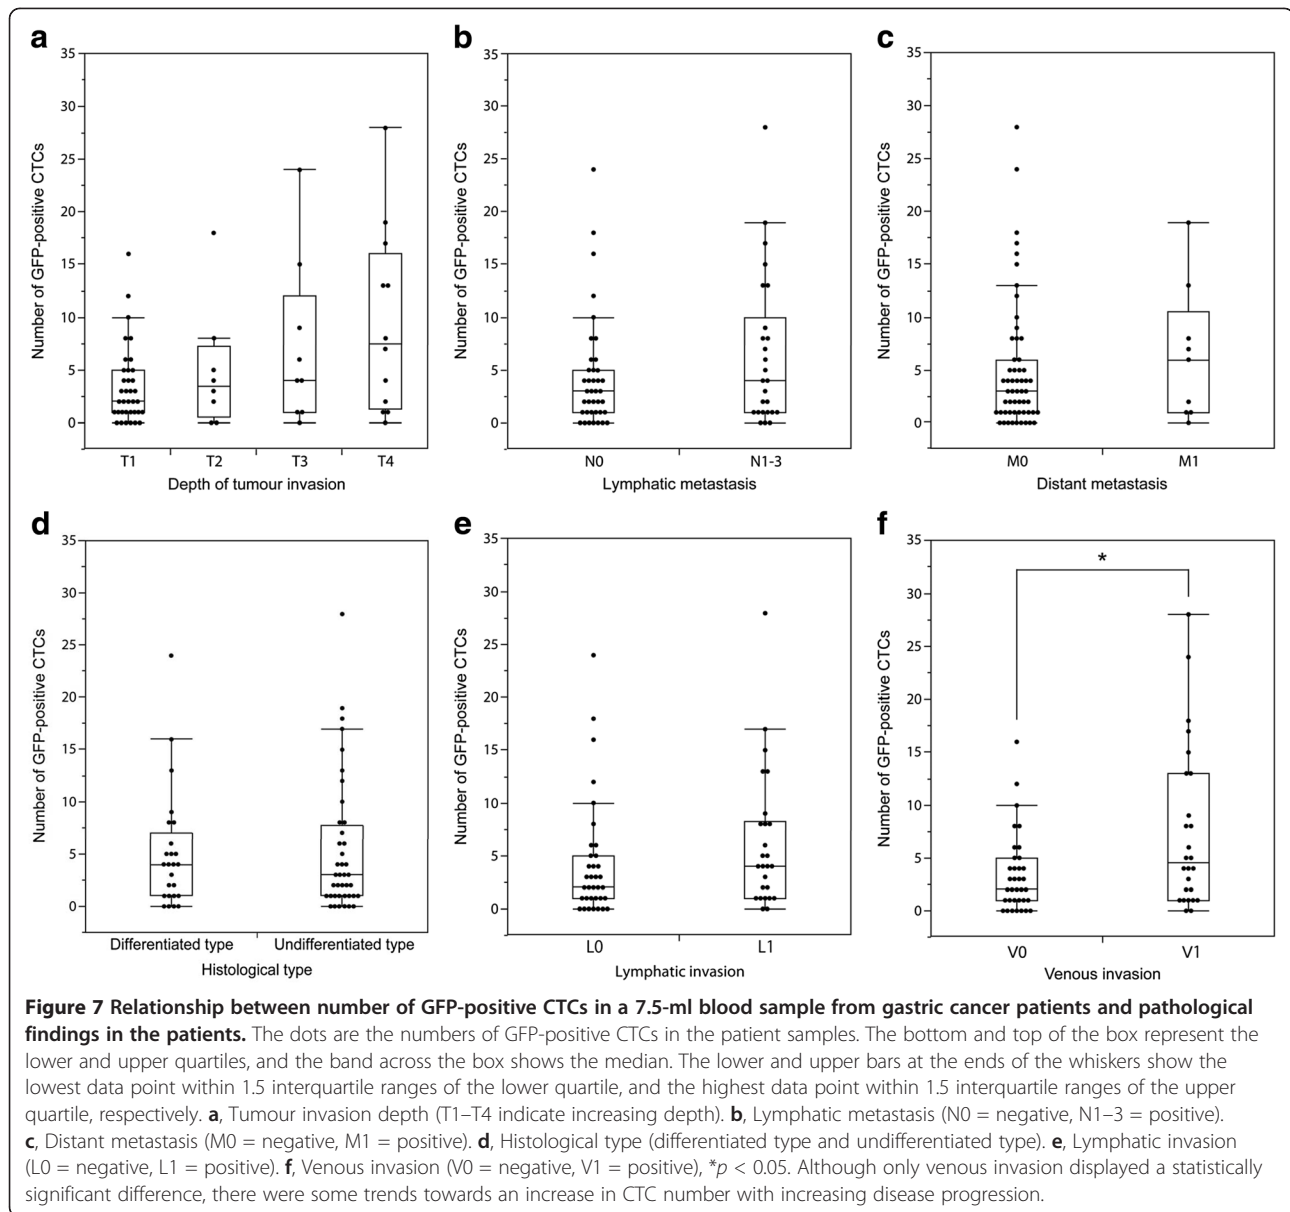 a
35
30
25
20
15
10
5
0
Number of GFP-positive CTCs
T1 T2 T3 T4
Depth of tumour invasion
b
35
30
25
20
15
10
5
0
Number of GFP-positive CTCs
N0 N1-3
Lymphatic metastasis
c
35
30
25
20
15
10
5
0
Number of GFP-positive CTCs
M0 M1
Distant metastasis
d
35
30
25
20
15
10
5
0
Number of GFP-positive CTCs
Differentiated type Undifferentiated type
Histological type
e
35
30
25
20
15
10
5
0
Number of GFP-positive CTCs
L0 L1
Lymphatic invasion
f
35
30
25
20
15
10
5
0
Number of GFP-positive CTCs
*
V0 V1
Venous invasion
Figure 7 Relationship between number of GFP-positive CTCs in a 7.5-ml blood sample from gastric cancer patients and pathological
findings in the patients. The dots are the numbers of GFP-positive CTCs in the patient samples. The bottom and top of the box represent the
lower and upper quartiles, and the band across the box shows the median. The lower and upper bars at the ends of the whiskers show the
lowest data point within 1.5 interquartile ranges of the lower quartile, and the highest data point within 1.5 interquartile ranges of the upper
quartile, respectively. a, Tumour invasion depth (T1–T4 indicate increasing depth). b, Lymphatic metastasis (N0 = negative, N1–3 = positive).
c, Distant metastasis (M0 = negative, M1 = positive). d, Histological type (differentiated type and undifferentiated type). e, Lymphatic invasion
(L0 = negative, L1 = positive). f, Venous invasion (V0 = negative, V1 = positive), *p < 0.05. Although only venous invasion displayed a statistically
significant difference, there were some trends towards an increase in CTC number with increasing disease progression.